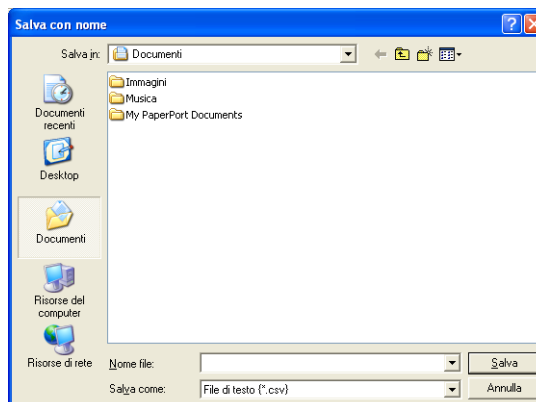 Salva con nome
Salva in:
Documenti
Immagini
Musica
My PaperPort Documents
Documenti
recenti
Desktop
Documenti
Risorse del
computer
Risorse di rete
Nome file:
Salva
Salva come:
File di testo {*.csv}
Annulla